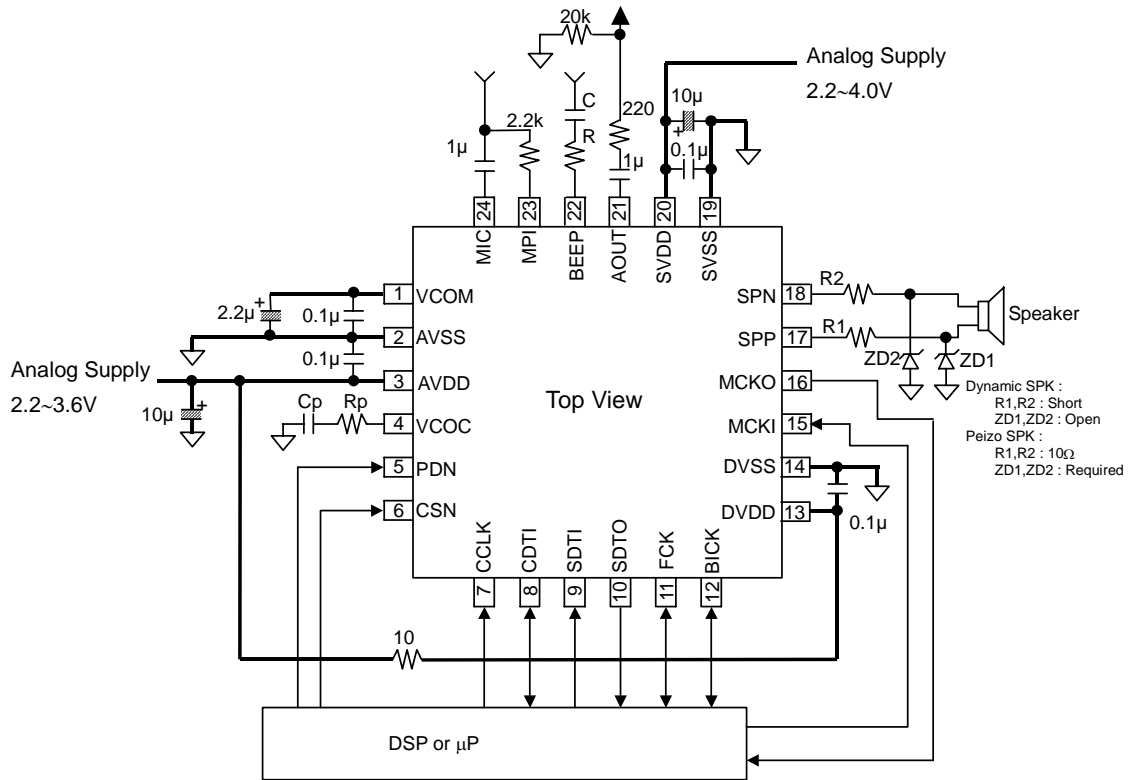 20k
Analog Supply
2.2~4.0V
C
R
220
10µ
+
0.1µ
2.2k
1µ
1µ
24
23
22
21
20
19
MIC
MPI
BEEP
AOUT
SVDD
SVSS
2.2µ
+
0.1µ
0.1µ
Analog Supply
2.2~3.6V
10µ
+
Cp
Rp
1 VCOM
2 AVSS
3 AVDD
4 VCOC
5 PDN
6 CSN
Top View
SPN 18
SPP 17
MCKO 16
MCKI 15
DVSS 14
DVDD 13
R2
R1
ZD2
ZD1
Speaker
Dynamic SPK :
R1,R2 : Short
ZD1,ZD2 : Open
Peizo SPK :
R1,R2 : 10Ω
ZD1,ZD2 : Required
0.1µ
CCLK
CDTI
SDTI
SDTO
FCK
BICK
7
8
9
10
11
12
10
DSP or µP